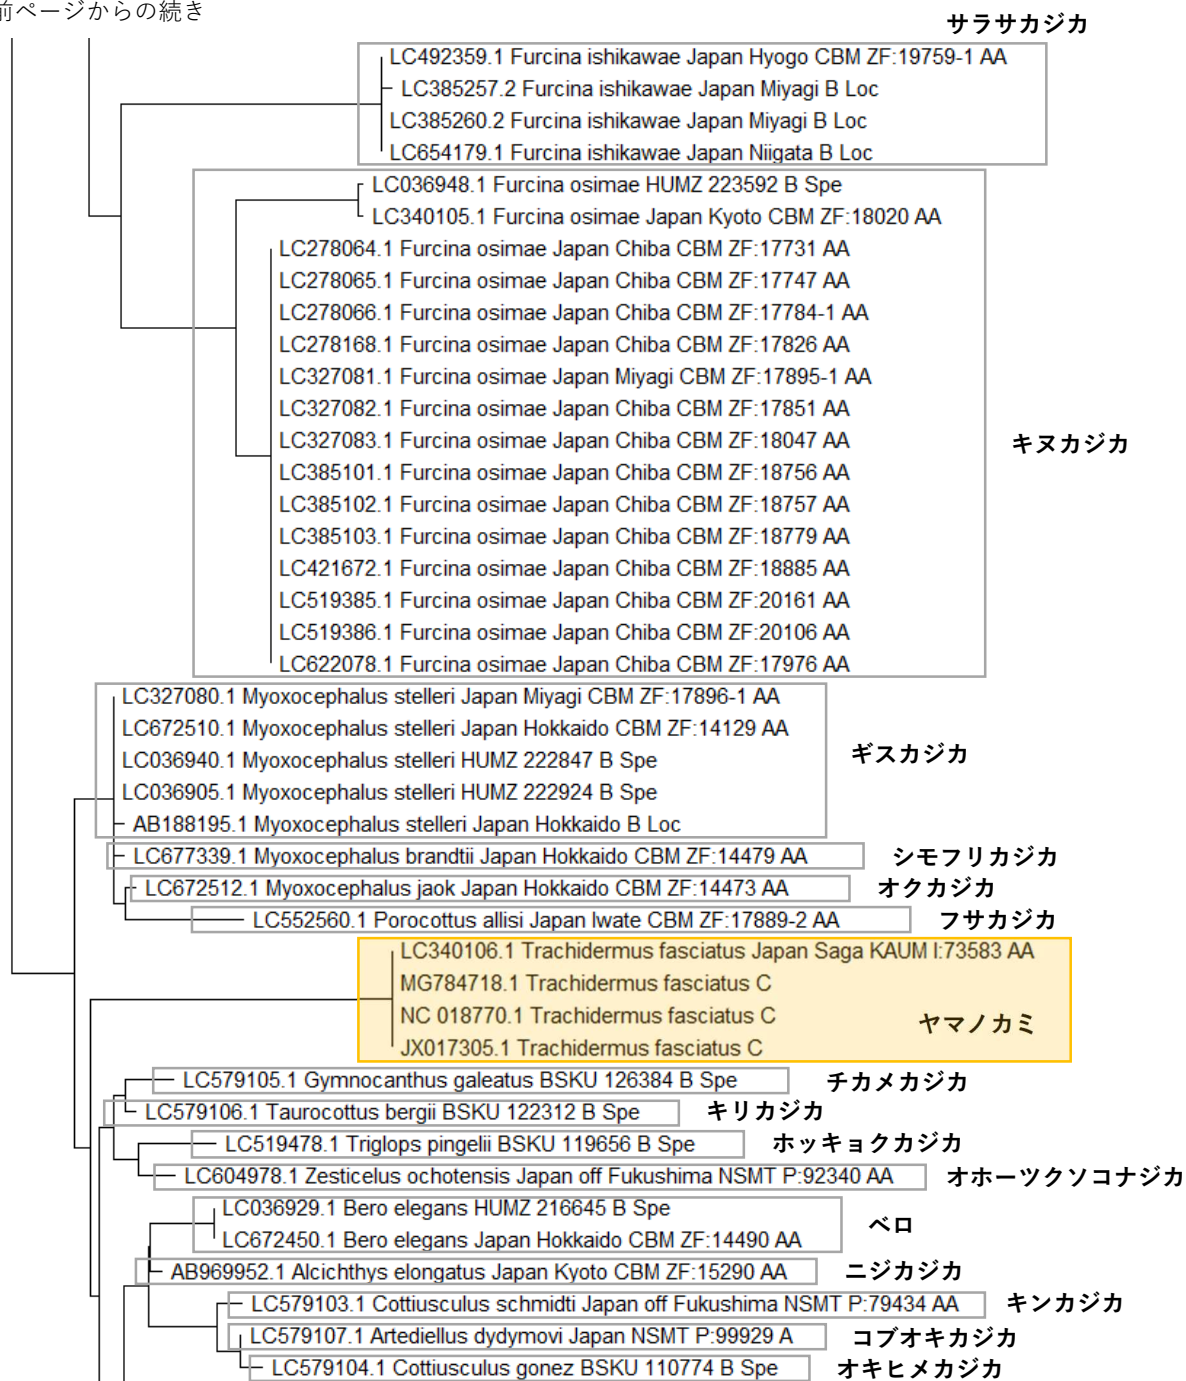 前ページからの続き
サラサカジカ
LC492359.1 Furcina ishikawae Japan Hyogo CBM ZF:19759-1 AA
LC385257.2 Furcina ishikawae Japan Miyagi B Loc
LC385260.2 Furcina ishikawae Japan Miyagi B Loc
LC654179.1 Furcina ishikawae Japan Niigata B Loc
LC036948.1 Furcina osimae HUMZ 223592 B Spe
LC340105.1 Furcina osimae Japan Kyoto CBM ZF:18020 AA
LC278064.1 Furcina osimae Japan Chiba CBM ZF:17731 AA
LC278065.1 Furcina osimae Japan Chiba CBM ZF:17747 AA
LC278066.1 Furcina osimae Japan Chiba CBM ZF:17784-1 AA
LC278168.1 Furcina osimae Japan Chiba CBM ZF:17826 AA
LC327081.1 Furcina osimae Japan Miyagi CBM ZF:17895-1 AA
LC327082.1 Furcina osimae Japan Chiba CBM ZF:17851 AA
LC327083.1 Furcina osimae Japan Chiba CBM ZF:18047 AA
キヌカジカ
LC385101.1 Furcina osimae Japan Chiba CBM ZF:18756 AA
LC385102.1 Furcina osimae Japan Chiba CBM ZF:18757 AA
LC385103.1 Furcina osimae Japan Chiba CBM ZF:18779 AA
LC421672.1 Furcina osimae Japan Chiba CBM ZF:18885 AA
LC519385.1 Furcina osimae Japan Chiba CBM ZF:20161 AA
LC519386.1 Furcina osimae Japan Chiba CBM ZF:20106 AA
LC622078.1 Furcina osimae Japan Chiba CBM ZF:17976 AA
LC327080.1 Myoxocephalus stelleri Japan Miyagi CBM ZF:17896-1 AA
LC672510.1 Myoxocephalus stelleri Japan Hokkaido CBM ZF:14129 AA
ギスカジカ
LC036940.1 Myoxocephalus stelleri HUMZ 222847 B Spe
LC036905.1 Myoxocephalus stelleri HUMZ 222924 B Spe
AB188195.1 Myoxocephalus stelleri Japan Hokkaido B Loc
LC677339.1 Myoxocephalus brandtii Japan Hokkaido CBM ZF:14479 AA シモフリカジカ
LC672512.1 Myoxocephalus jaok Japan Hokkaido CBM ZF:14473 AA オクカジカ
LC552560.1 Porocottus allisi Japan Iwate CBM ZF:17889-2 AA フサカジカ
LC340106.1 Trachidermus fasciatus Japan Saga KAUM I:73583 AA
MG784718.1 Trachidermus fasciatus C
NC 018770.1 Trachidermus fasciatus C ヤマノカミ
JX017305.1 Trachidermus fasciatus C
LC579105.1 Gymnocanthus galeatus BSKU 126384 B Spe チカメカジカ
LC579106.1 Taurocottus bergii BSKU 122312 B Spe キリカジカ
LC519478.1 Triglops pingelii BSKU 119656 B Spe ホッキョクカジカ
LC604978.1 Zesticelus ochotensis Japan off Fukushima NSMT P:92340 AA オホーツクソコナジカ
LC036929.1 Bero elegans HUMZ 216645 B Spe
ベロ
LC672450.1 Bero elegans Japan Hokkaido CBM ZF:14490 AA
AB969952.1 Alcichthys elongatus Japan Kyoto CBM ZF:15290 AA ニジカジカ
LC579103.1 Cottiusculus schmidti Japan off Fukushima NSMT P:79434 AA キンカジカ
LC579107.1 Artediellus dydymovi Japan NSMT P:99929 A コブオキカジカ
LC579104.1 Cottiusculus gonez BSKU 110774 B Spe オキヒメカジカ